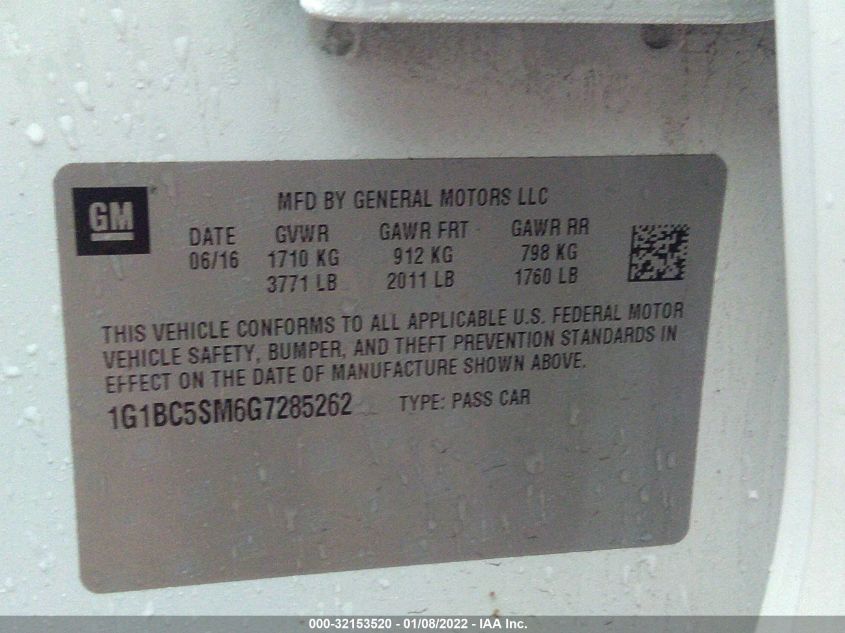 GM
MFD BY GENERAL MOTORS LLC
DATE GVWR GAWR FRT GAWR RR
06/16 1710 KG 912 KG 798 KG
3771 LB 2011 LB 1760 LB
THIS VEHICLE CONFORMS TO ALL APPLICABLE U.S. FEDERAL MOTOR
VEHICLE SAFETY, BUMPER, AND THEFT PREVENTION STANDARDS IN
EFFECT ON THE DATE OF MANUFACTURE SHOWN ABOVE.
1G1BC5SM6G7285262 TYPE: PASS CAR
000-32153520 - 01/08/2022 - IAA Inc.